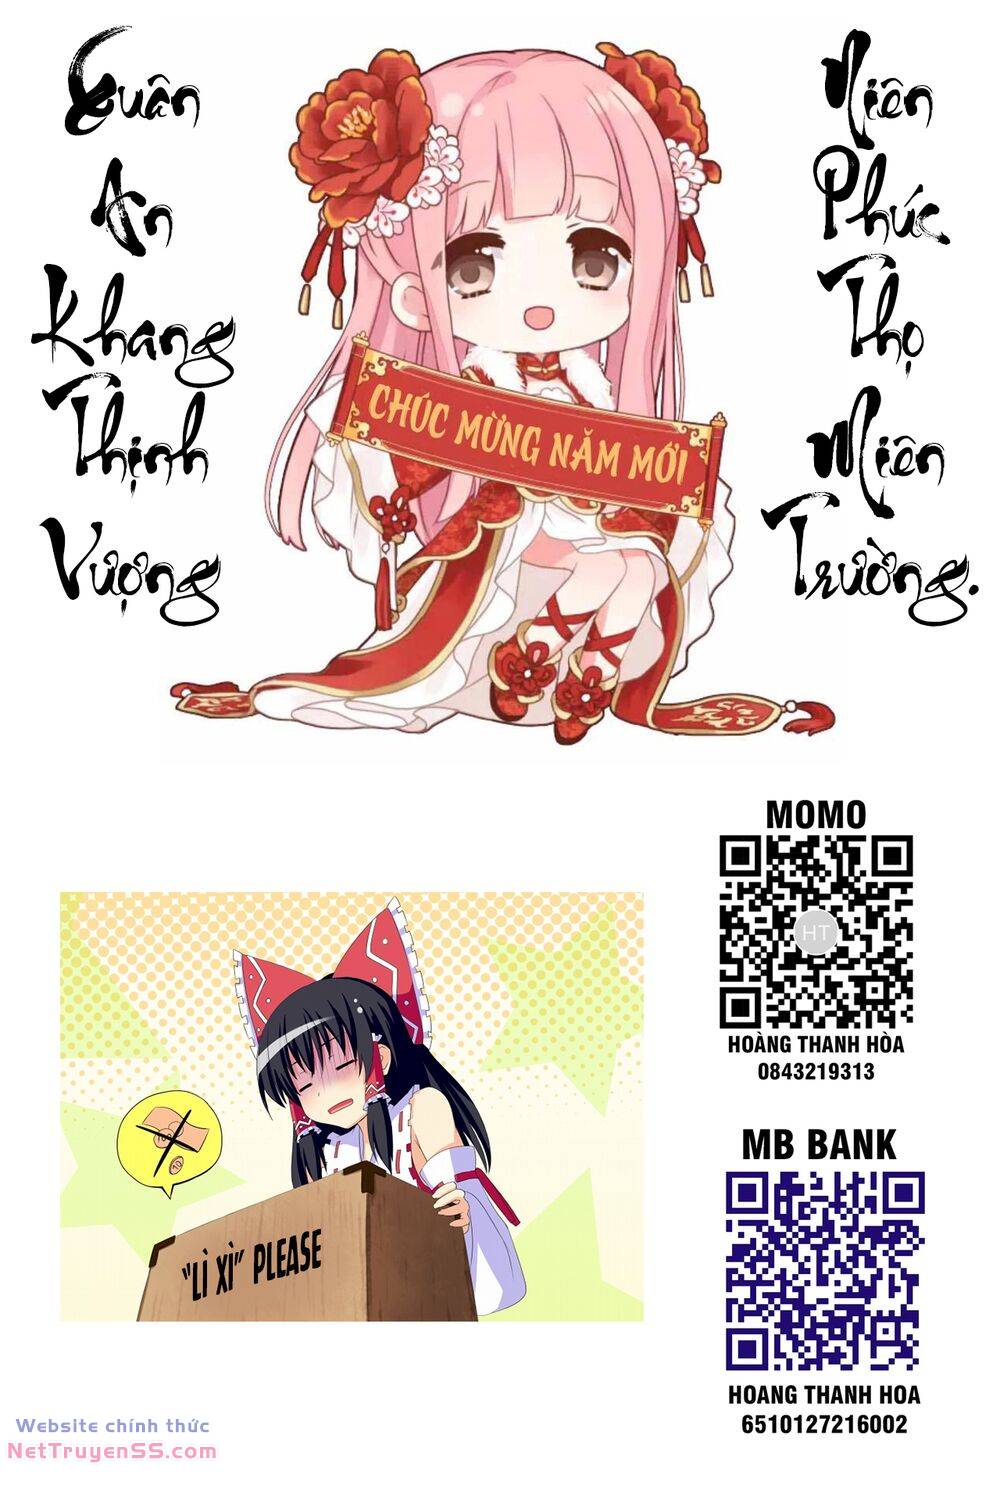 Xuân
An
Khang
Thịnh
Vượng
Niên
Phúc
Thọ
Miên
Trường.
CHÚC MỪNG NĂM MỚI
"LÌ XÌ" PLEASE
MOMO
HT
HOÀNG THANH HÒA
0843219313
MB BANK
HOANG THANH HOA
6510127216002
Website chính thức
NetTruyenSS.com